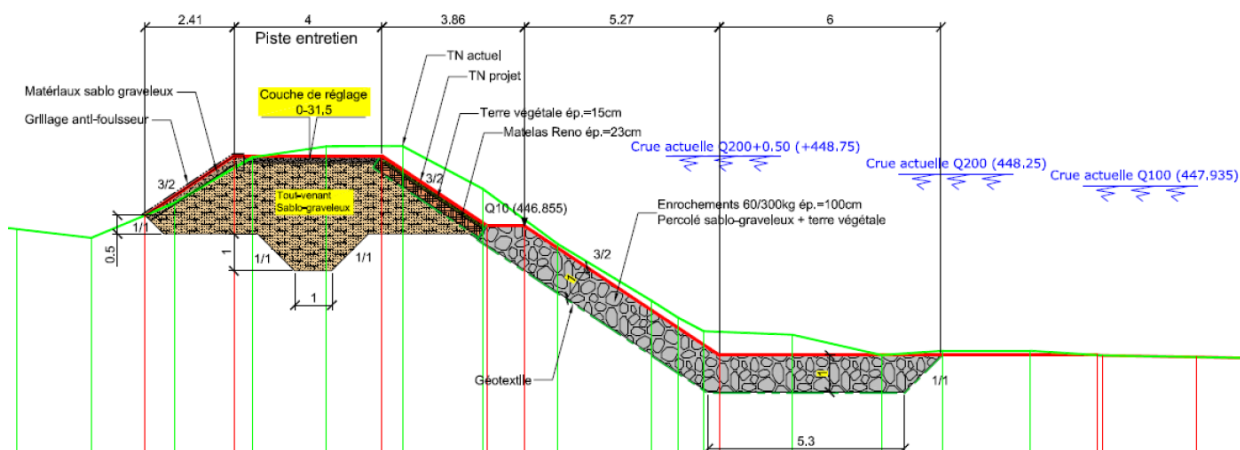 2.41
4
3.86
5.27
6
Piste entretien
TN actuel
TN projet
Matériaux sablo graveleux
Couche de réglage
0-31,5
Grillage anti-fouisseur
Terre végétale ép.=15cm
Matelas Reno ép.=23cm
Crue actuelle Q200+0.50 (+448.75)
Crue actuelle Q200 (448,25)
Crue actuelle Q100 (447,935)
3/2
3/2
Tout-venant
Sablo-graveleux
Q10 (446.855)
Enrochements 60/300kg ép.=100cm
Percolé sablo-graveleux + terre végétale
1/1
0.5
1
1/1
1/1
3/2
1
1
Géotextile
1
1/1
5.3